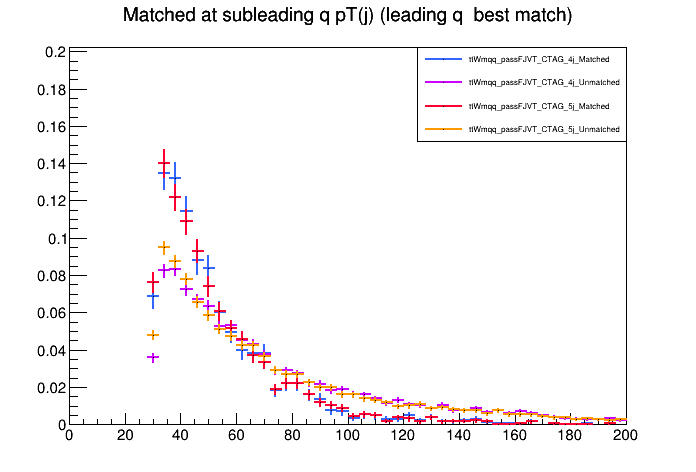 Matched at subleading q pT(j) (leading q  best match)
ttWmqq_passFJVT_CTAG_4j_Matched
ttWmqq_passFJVT_CTAG_4j_Unmatched
ttWmqq_passFJVT_CTAG_5j_Matched
ttWmqq_passFJVT_CTAG_5j_Unmatched
0.2
0.18
0.16
0.14
0.12
0.1
0.08
0.06
0.04
0.02
0
0 20 40 60 80 100 120 140 160 180 200